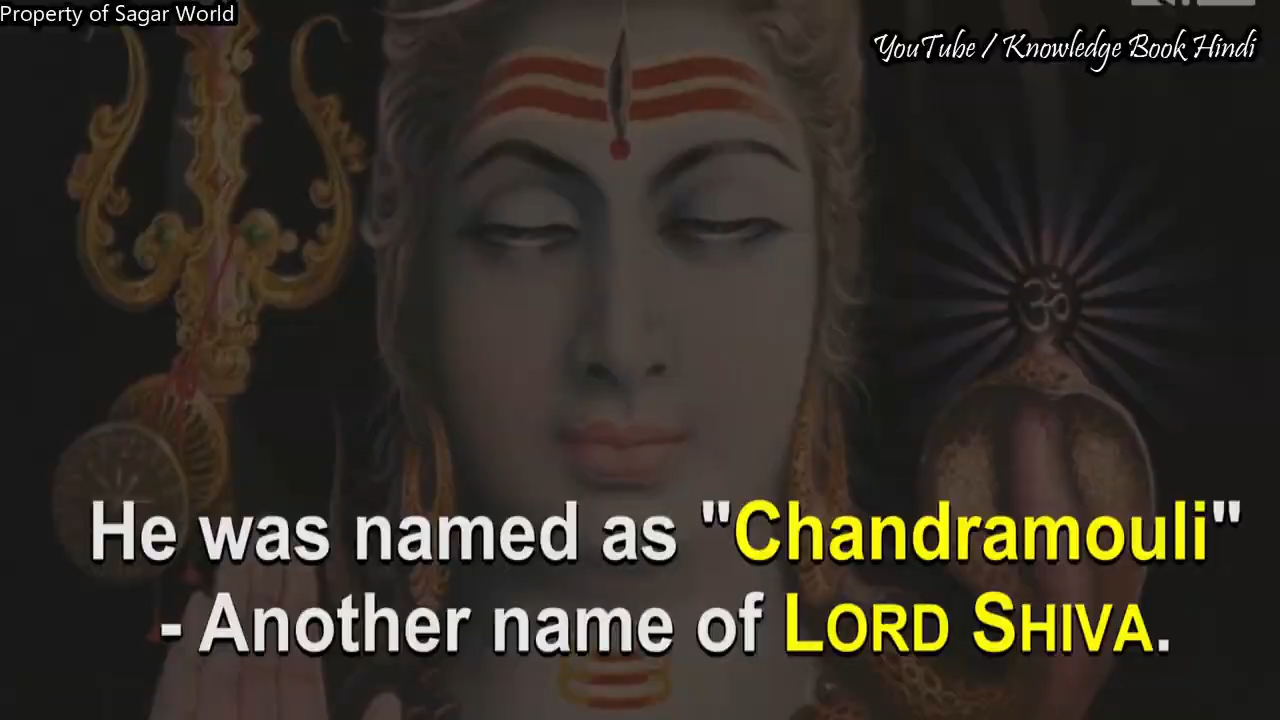 Property of Sagar World
YouTube / Knowledge Book Hindi
ॐ
He was named as "Chandramouli"
- Another name of LORD SHIVA.